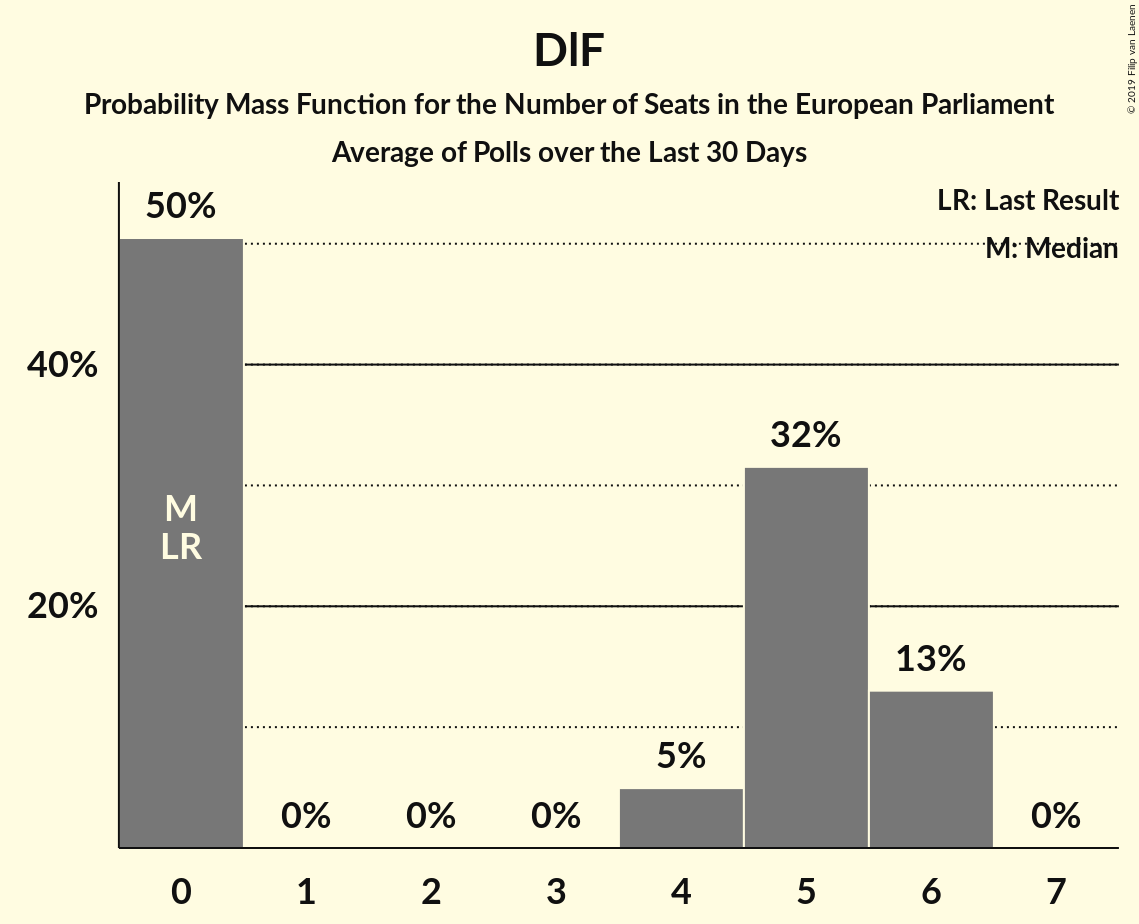 DIF
Probability Mass Function for the Number of Seats in the European Parliament
Average of Polls over the Last 30 Days
© 2019 Filip van Laenen
LR: Last Result
M: Median
50%
40%
20%
M
LR
0%
0%
0%
5%
32%
13%
0%
0 1 2 3 4 5 6 7